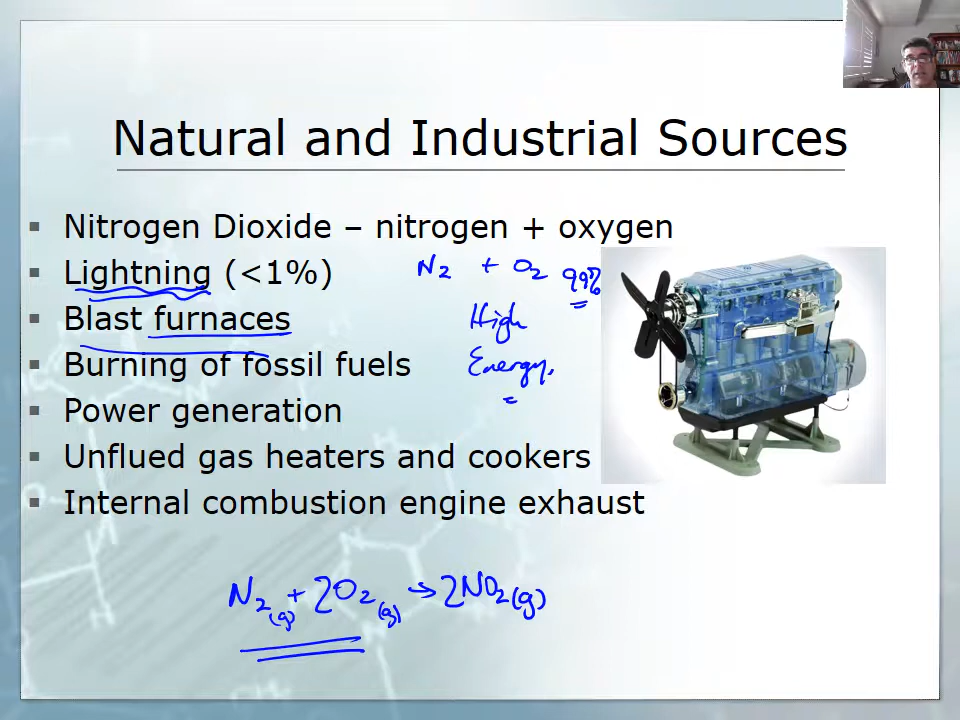 Natural and Industrial Sources
▪ Nitrogen Dioxide – nitrogen + oxygen
▪ Lightning (<1%)
N2 + O2 99%
▪ Blast furnaces
High
▪ Burning of fossil fuels
Energy.
▪ Power generation
▪ Unflued gas heaters and cookers
▪ Internal combustion engine exhaust
N2(g) + 2O2(g) → 2NO2(g)